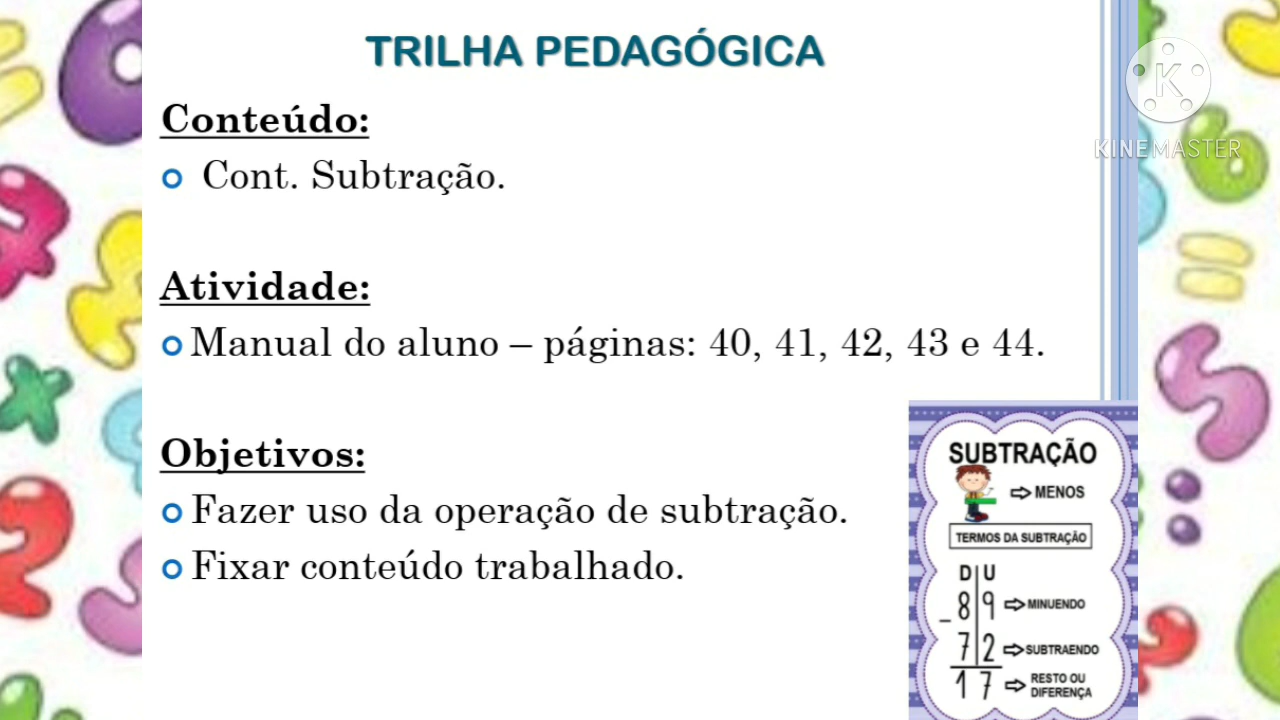 TRILHA PEDAGÓGICA
Conteúdo:
Cont. Subtração.
Atividade:
Manual do aluno – páginas: 40, 41, 42, 43 e 44.
Objetivos:
Fazer uso da operação de subtração.
Fixar conteúdo trabalhado.
K
KINEMASTER
SUBTRAÇÃO
MENOS
TERMOS DA SUBTRAÇÃO
D U
8 9 MINUENDO
- 7 2 SUBTRAENDO
1 7 RESTO OU
DIFERENÇA